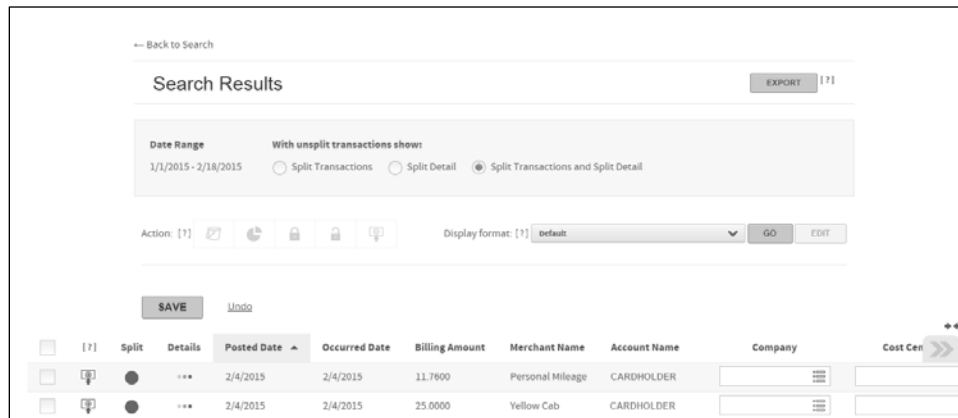 ← Back to Search
Search Results
EXPORT [?]
Date Range
With unsplit transactions show:
1/1/2015 - 2/18/2015
Split Transactions
Split Detail
Split Transactions and Split Detail
Action: [?]
Display format: [?] Default
GO
EDIT
SAVE
Undo
[?] Split Details Posted Date Occurred Date Billing Amount Merchant Name Account Name Company Cost Cen
2/4/2015 2/4/2015 11.7600 Personal Mileage CARDHOLDER
2/4/2015 2/4/2015 25.0000 Yellow Cab CARDHOLDER